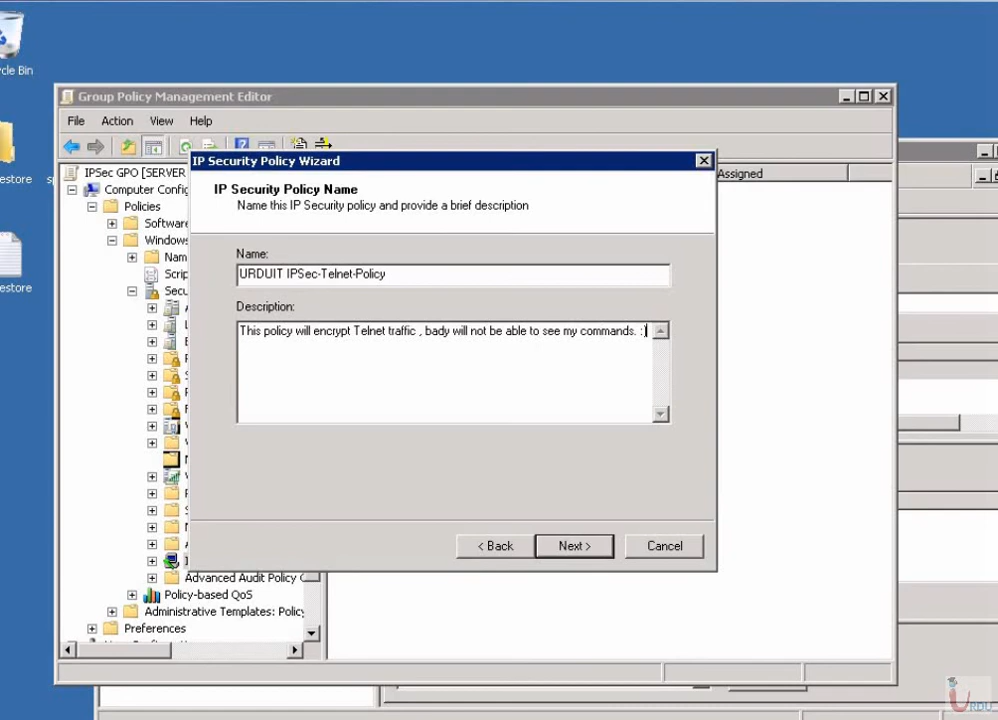 cle Bin
estore
sp
estore
Group Policy Management Editor
File Action View Help
IPSec GPO [SERVER
Computer Config
Policies
Software
Windows
Nam
Scrip
Secu
Advanced Audit Policy C
Policy-based QoS
Administrative Templates: Policy
Preferences
Assigned
IP Security Policy Wizard
IP Security Policy Name
Name this IP Security policy and provide a brief description
Name:
URDUIT IPSec-Telnet-Policy
Description:
This policy will encrypt Telnet traffic , bady will not be able to see my commands. :)
< Back Next > Cancel
URDU